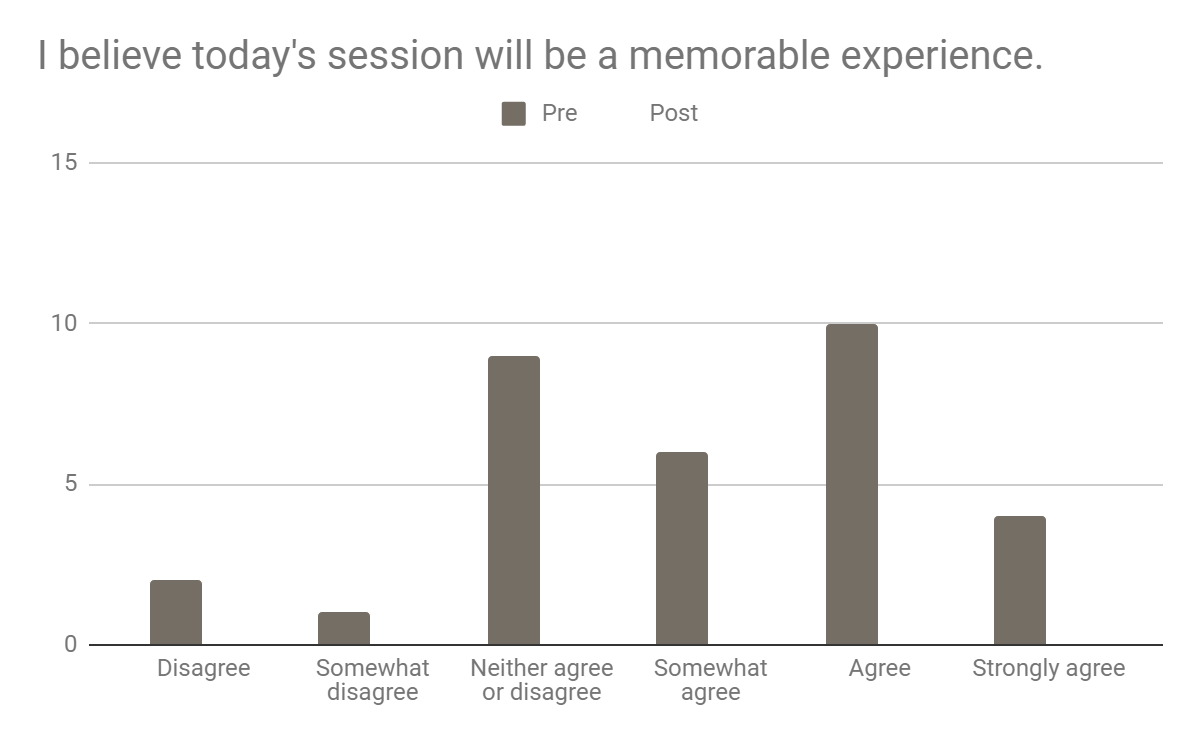 I believe today's session will be a memorable experience.
Pre Post
15
10
5
0
Disagree
Somewhat
disagree
Neither agree
or disagree
Somewhat
agree
Agree
Strongly agree